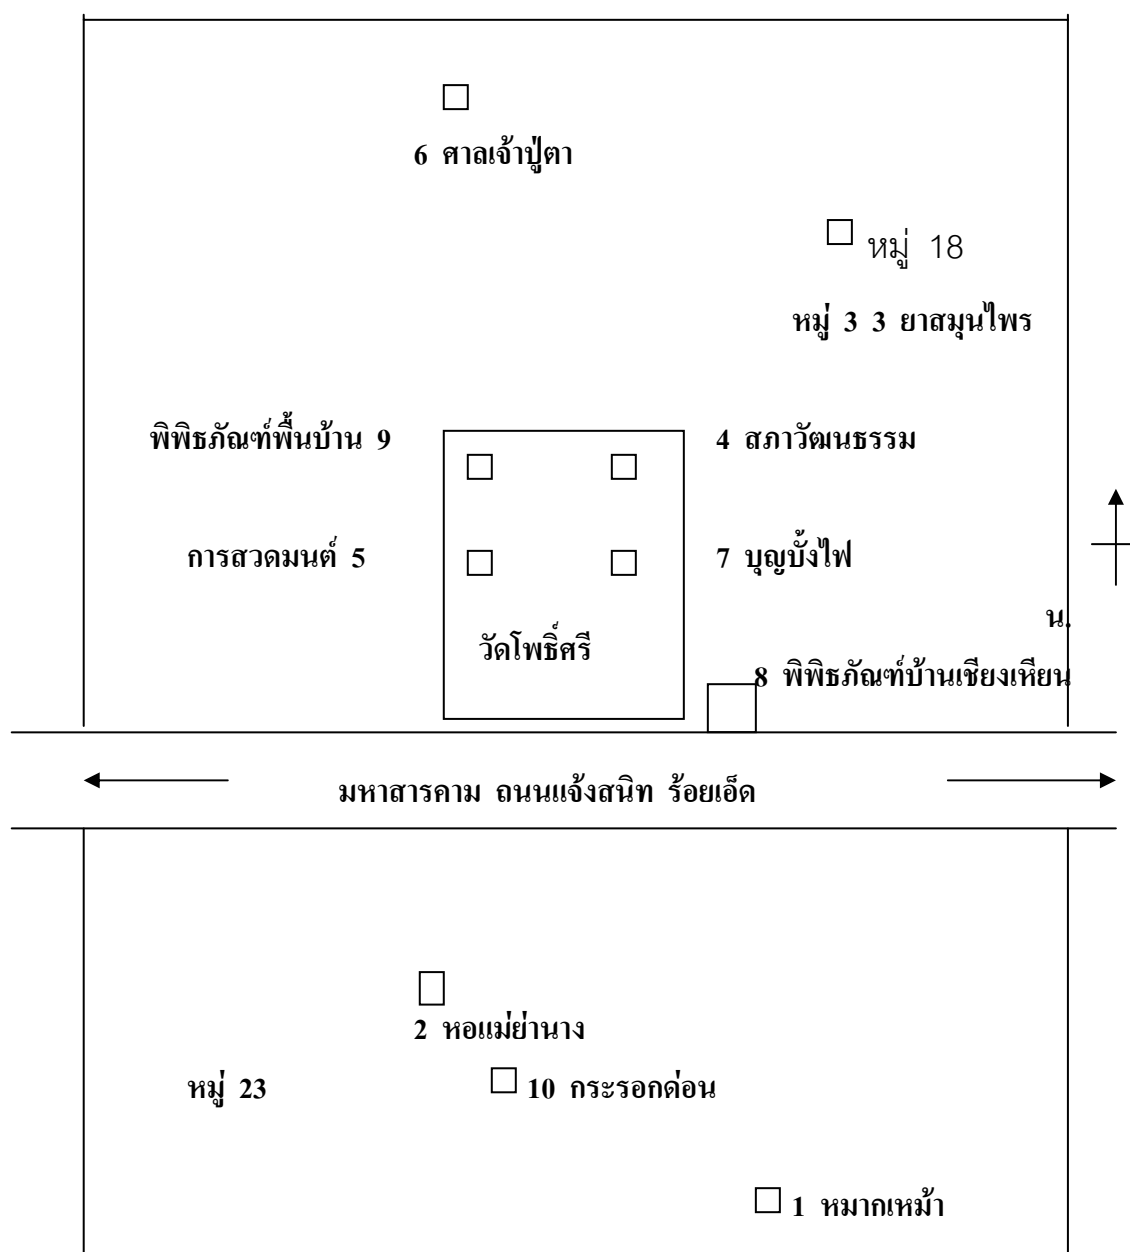 6 ศาลเจ้าปู่ตา
หมู่ 18
หมู่ 3 3 ยาสมุนไพร
พิพิธภัณฑ์พื้นบ้าน 9
4 สภาวัฒนธรรม
การสวดมนต์ 5
7 บุญบั้งไฟ
น.
วัดโพธิ์ศรี
8 พิพิธภัณฑ์บ้านเชียงเหียน
มหาสารคาม ถนนแจ้งสนิท ร้อยเอ็ด
2 หอแม่ย่านาง
หมู่ 23
10 กระรอกด่อน
1 หมากเหม้า